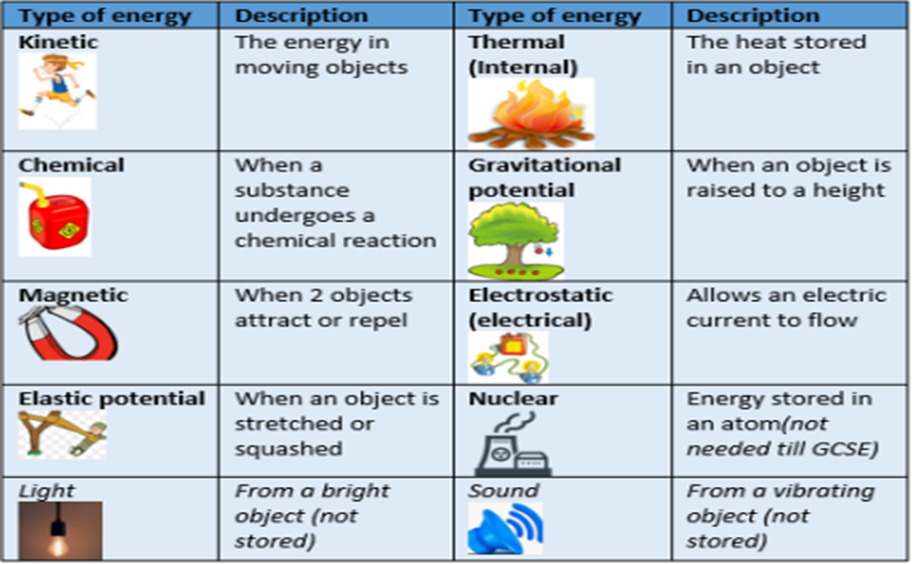 Type of energy
Description
Type of energy
Description
Kinetic
The energy in
moving objects
Thermal
(Internal)
The heat stored
in an object
Chemical
When a
substance
undergoes a
chemical reaction
Gravitational
potential
When an object is
raised to a height
Magnetic
When 2 objects
attract or repel
Electrostatic
(electrical)
Allows an electric
current to flow
Elastic potential
When an object is
stretched or
squashed
Nuclear
Energy stored in
an atom(not
needed till GCSE)
Light
From a bright
object (not
stored)
Sound
From a vibrating
object (not
stored)